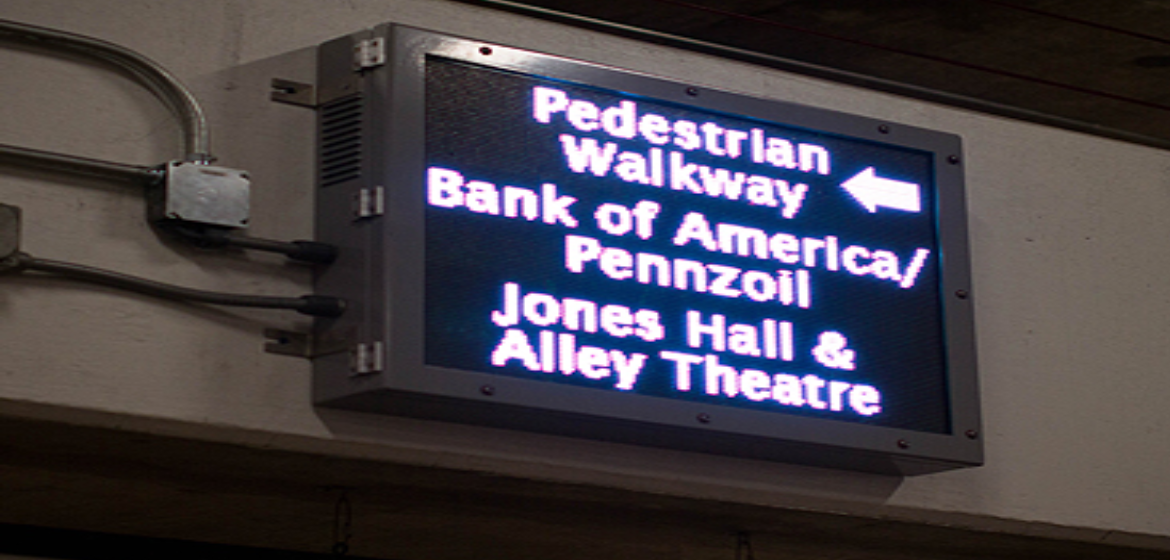 Pedestrian
Walkway
Bank of America/
Pennzoil
Jones Hall &
Alley Theatre